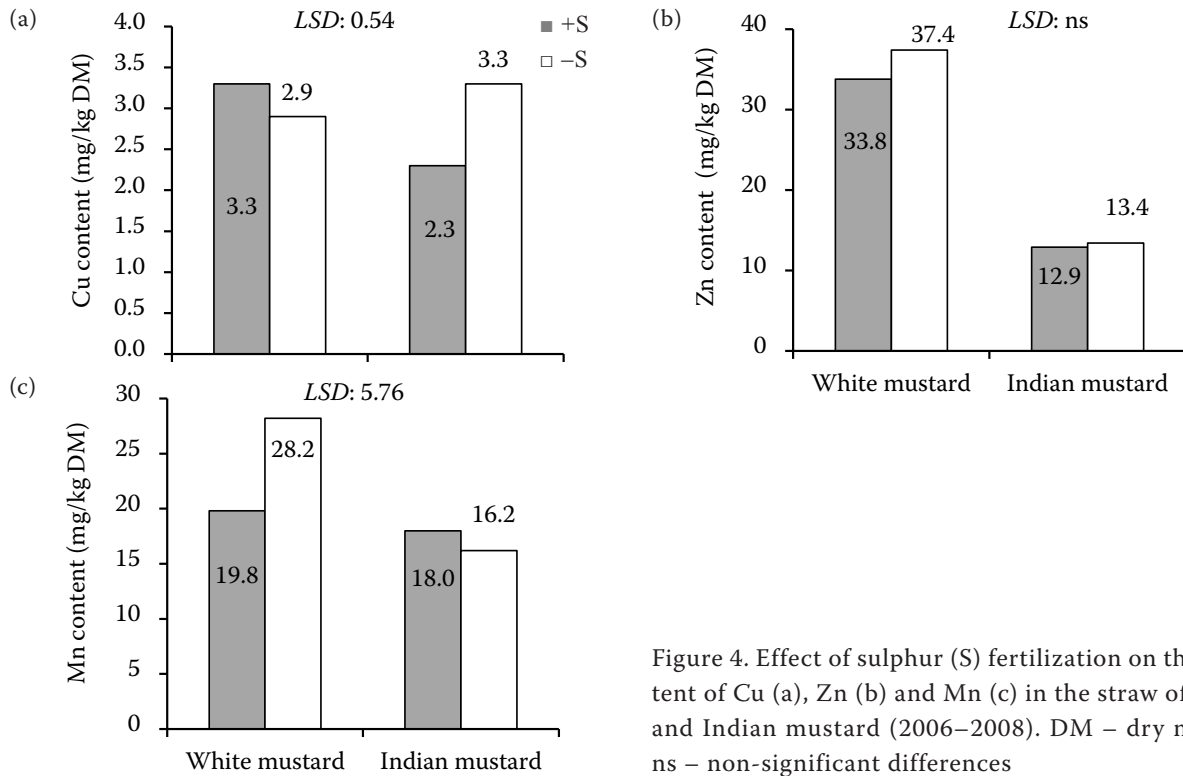 (a)
LSD: 0.54
+S
–S
Cu content (mg/kg DM)
4.0
3.5
3.0
2.5
2.0
1.5
1.0
0.5
0.0
3.3
2.9
2.3
3.3
(b)
LSD: ns
Zn content (mg/kg DM)
40
30
20
10
0
33.8
37.4
12.9
13.4
White mustard Indian mustard
(c)
LSD: 5.76
Mn content (mg/kg DM)
30
25
20
15
10
5
0
19.8
28.2
18.0
16.2
White mustard Indian mustard
Figure 4. Effect of sulphur (S) fertilization on th
tent of Cu (a), Zn (b) and Mn (c) in the straw of
and Indian mustard (2006–2008). DM – dry
ns – non-significant differences